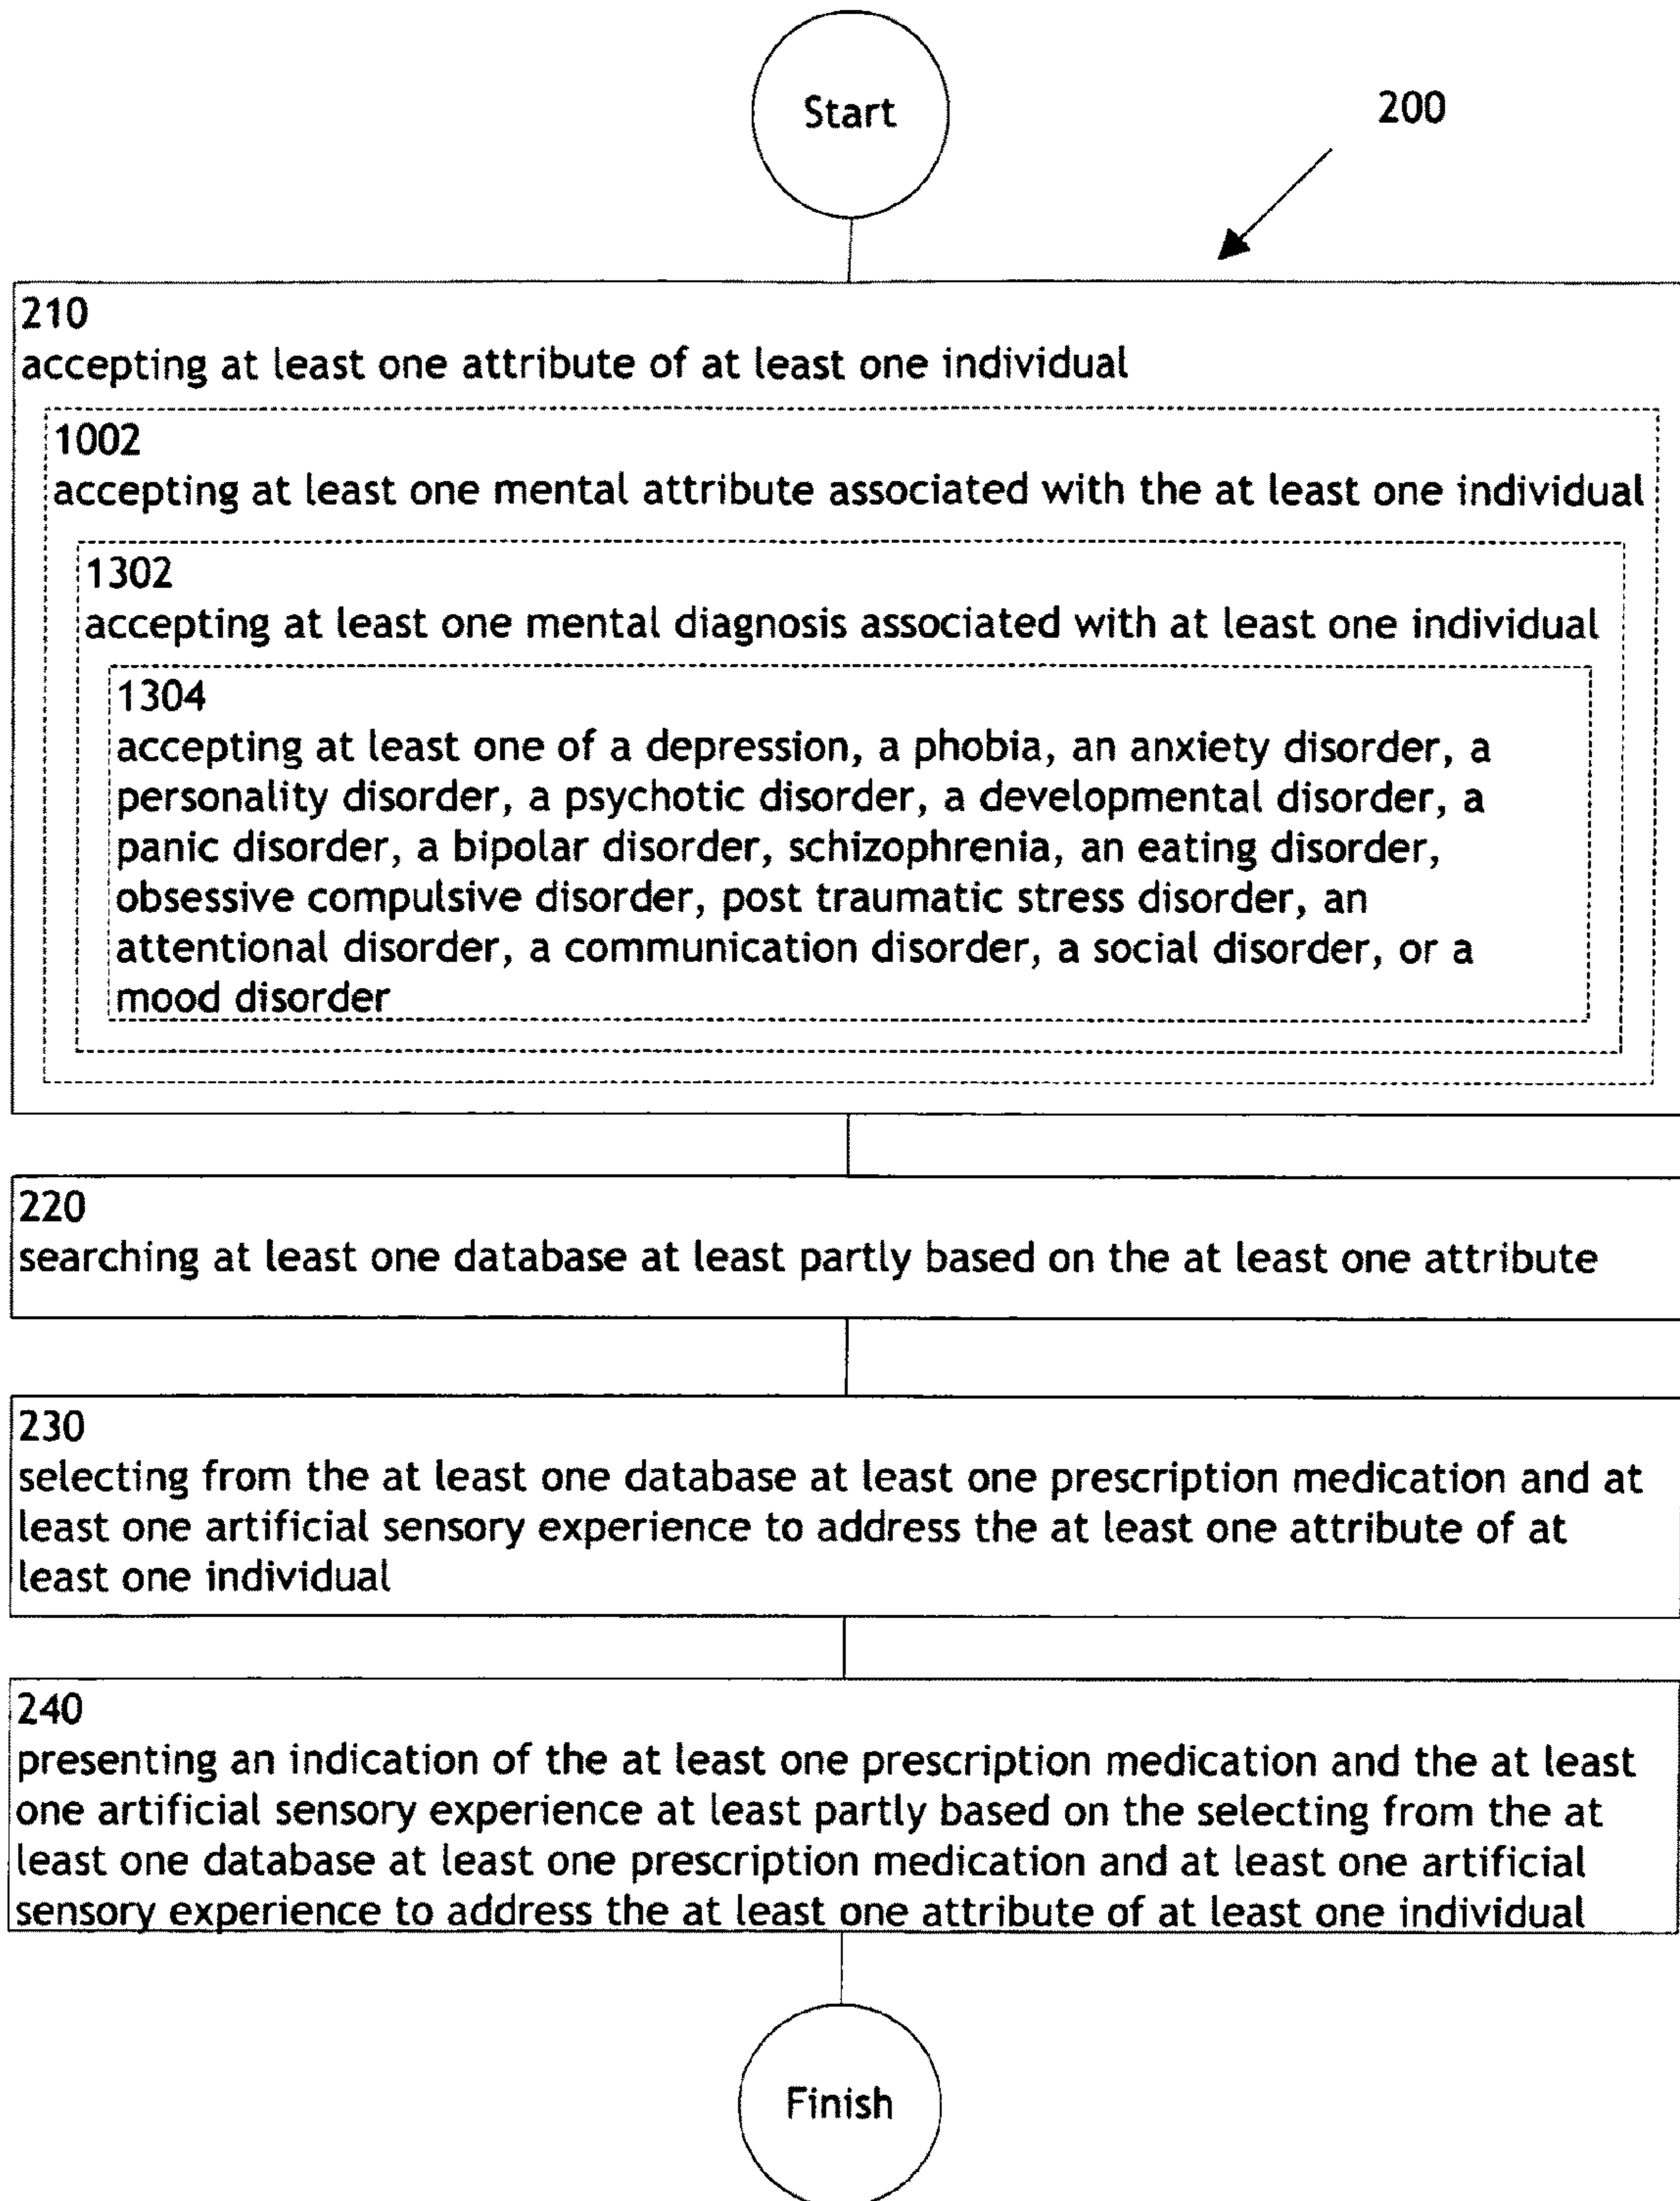 Start
200
210
accepting at least one attribute of at least one individual
1002
accepting at least one mental attribute associated with the at least one individual
1302
accepting at least one mental diagnosis associated with at least one individual
1304
accepting at least one of a depression, a phobia, an anxiety disorder, a
personality disorder, a psychotic disorder, a developmental disorder, a
panic disorder, a bipolar disorder, schizophrenia, an eating disorder,
obsessive compulsive disorder, post traumatic stress disorder, an
attentional disorder, a communication disorder, a social disorder, or a
mood disorder
220
searching at least one database at least partly based on the at least one attribute
230
selecting from the at least one database at least one prescription medication and at
least one artificial sensory experience to address the at least one attribute of at
least one individual
240
presenting an indication of the at least one prescription medication and the at least
one artificial sensory experience at least partly based on the selecting from the at
least one database at least one prescription medication and at least one artificial
sensory experience to address the at least one attribute of at least one individual
Finish